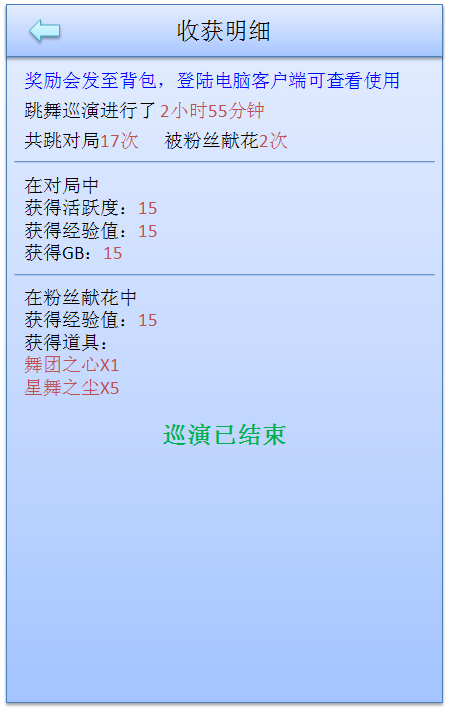 收获明细
奖励会发至背包，登陆电脑客户端可查看使用
跳舞巡演进行了2小时55分钟
共跳对局17次 被粉丝献花2次
在对局中
获得活跃度：15
获得经验值：15
获得GB：15
在粉丝献花中
获得经验值：15
获得道具：
舞团之心X1
星舞之尘X5
巡演已结束